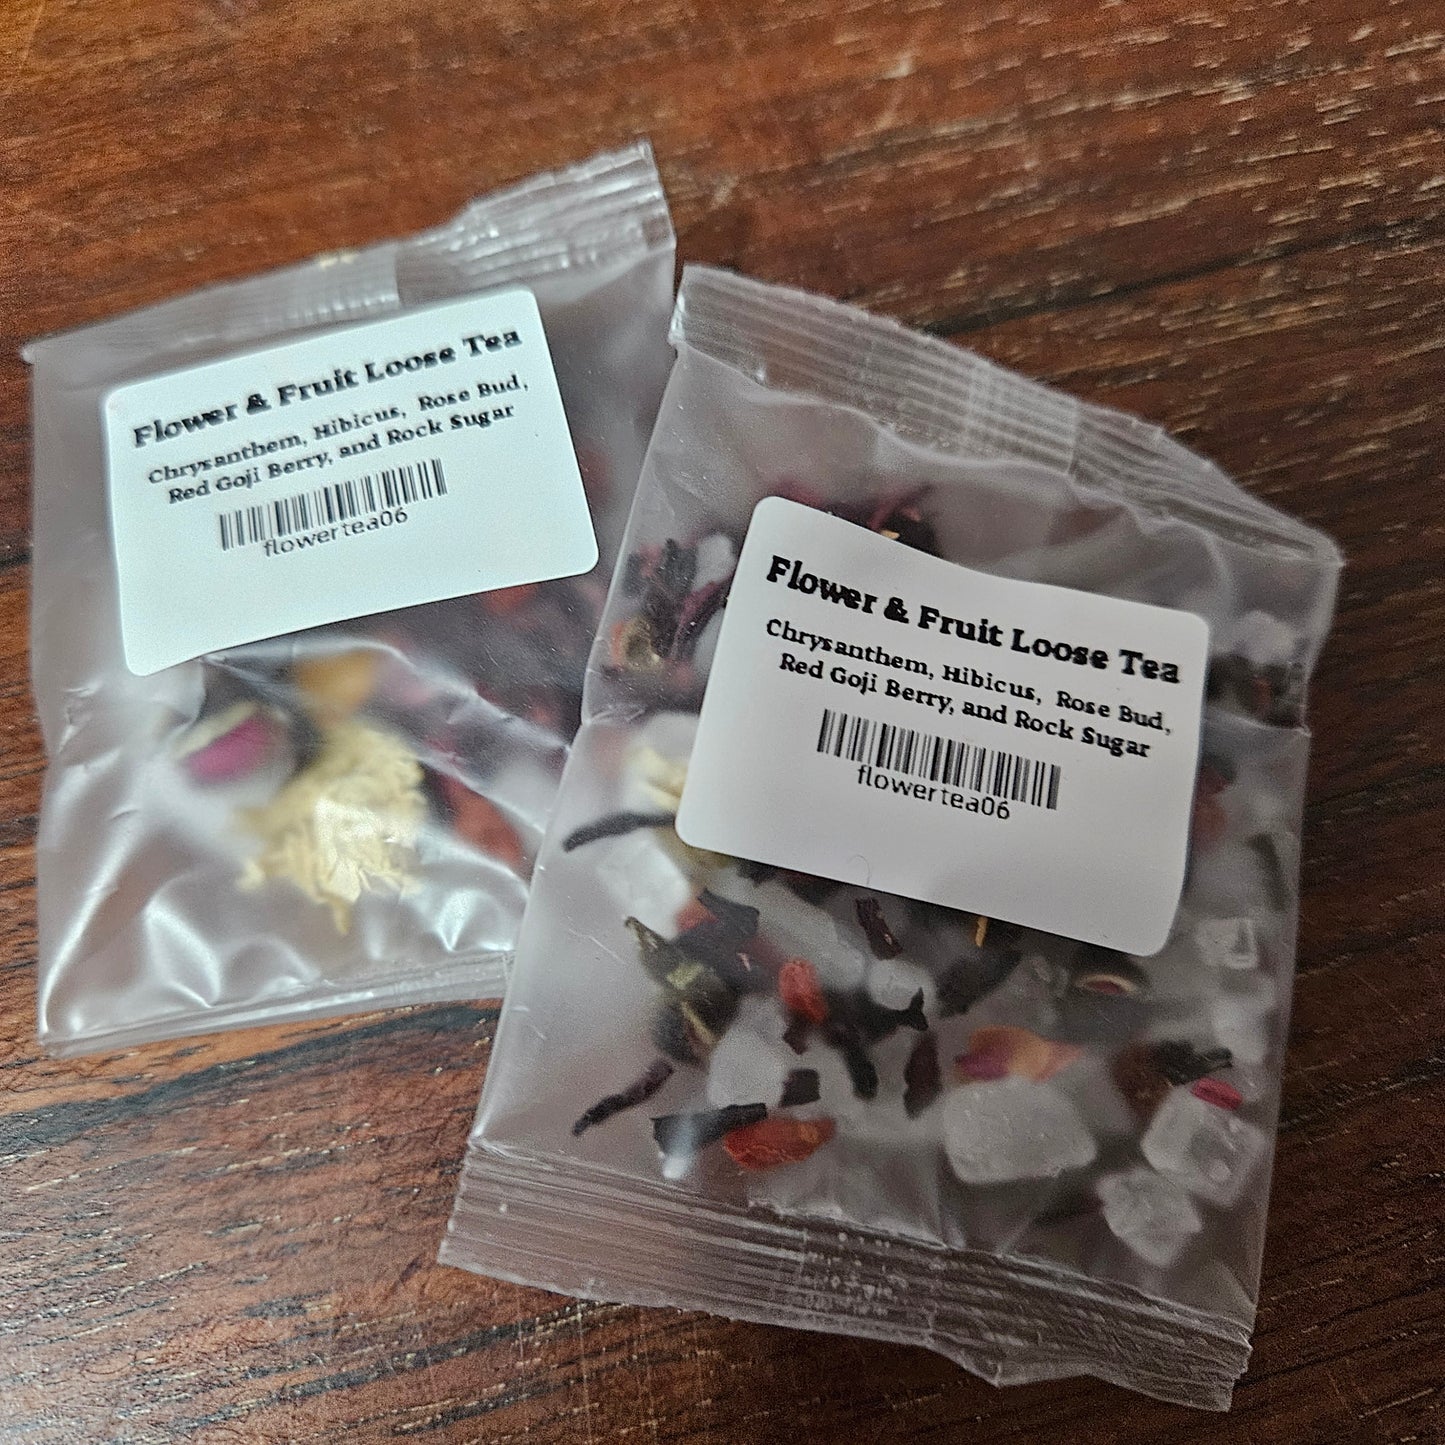 Flower & Fruit Loose Tea
Chrysanthem, Hibicus, Rose Bud,
Red Goji Berry, and Rock Sugar
flowertea06
Flower & Fruit Loose Tea
Chrysanthem, Hibicus, Rose Bud,
Red Goji Berry, and Rock Sugar
flowertea06